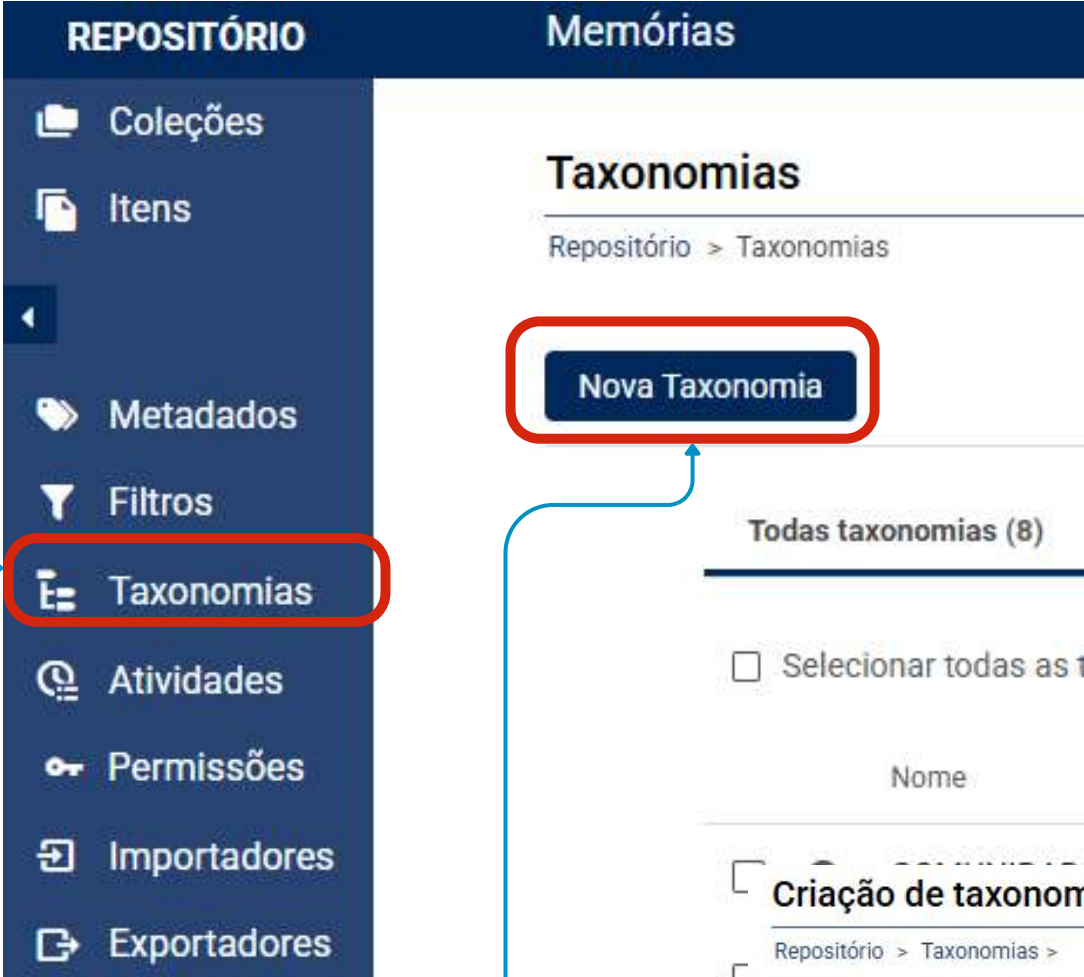 REPOSITÓRIO
Coleções
Itens
Metadados
Filtros
Taxonomias
Atividades
Permissões
Importadores
Exportadores
Memórias
Taxonomias
Repositório > Taxonomias
Nova Taxonomia
Todas taxonomias (8)
Selecionar todas as t
Nome
Criação de taxonom
Repositório > Taxonomias >